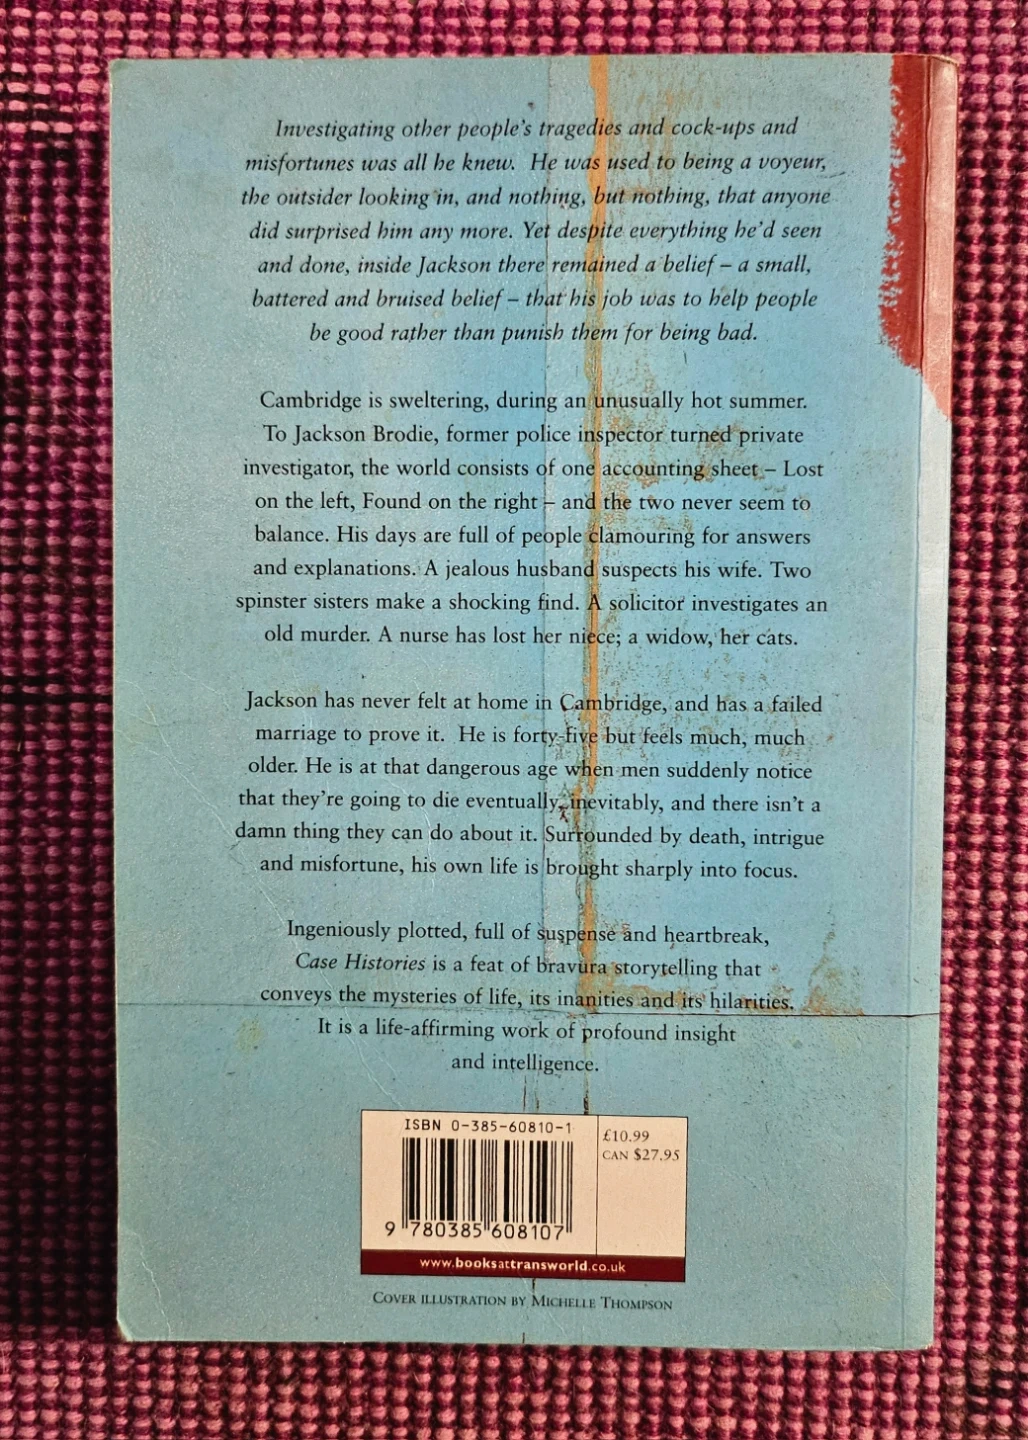 Investigating other people's tragedies and cock-ups and
misfortunes was all he knew. He was used to being a voyeur,
the outsider looking in, and nothing, but nothing, that anyone
did surprised him any more. Yet despite everything he'd seen
and done, inside Jackson there remained a belief – a small,
battered and bruised belief – that his job was to help people
be good rather than punish them for being bad.
Cambridge is sweltering, during an unusually hot summer.
To Jackson Brodie, former police inspector turned private
investigator, the world consists of one accounting sheet – Lost
on the left, Found on the right – and the two never seem to
balance. His days are full of people clamouring for answers
and explanations. A jealous husband suspects his wife. Two
spinster sisters make a shocking find. A solicitor investigates an
old murder. A nurse has lost her niece; a widow, her cats.
Jackson has never felt at home in Cambridge, and has a failed
marriage to prove it. He is forty-five but feels much, much
older. He is at that dangerous age when men suddenly notice
that they're going to die eventually, inevitably, and there isn't a
damn thing they can do about it. Surrounded by death, intrigue
and misfortune, his own life is brought sharply into focus.
Ingeniously plotted, full of suspense and heartbreak,
Case Histories is a feat of bravura storytelling that
conveys the mysteries of life, its inanities and its hilarities.
It is a life-affirming work of profound insight
and intelligence.
ISBN 0-385-60810-1
£10.99
CAN $27.95
9 780385 608107
www.booksattransworld.co.uk
COVER ILLUSTRATION BY MICHELLE THOMPSON